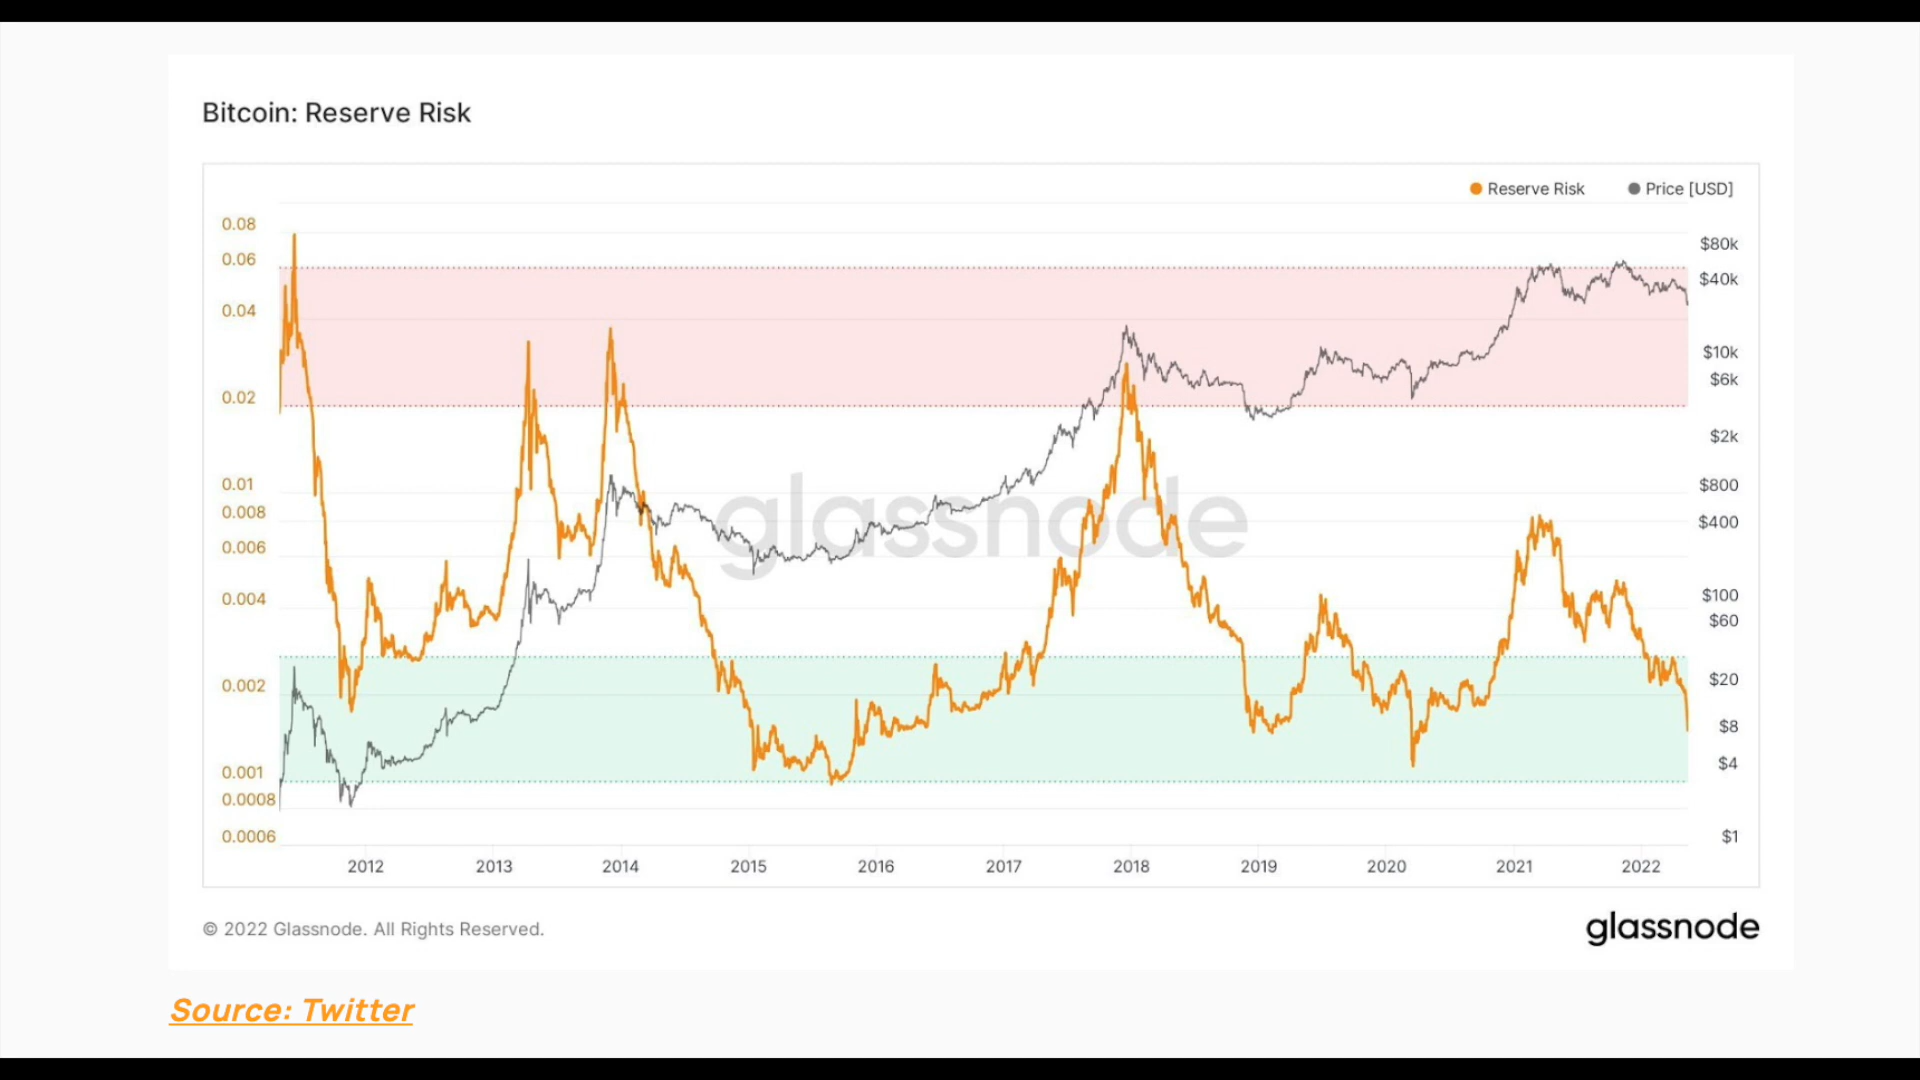 Bitcoin: Reserve Risk
Reserve Risk
Price [USD]
0.08
0.06
0.04
0.02
0.01
0.008
0.006
0.004
0.002
0.001
0.0008
0.0006
$80k
$40k
$10k
$6k
$2k
$800
$400
$100
$60
$20
$8
$4
$1
glassnode
2012 2013 2014 2015 2016 2017 2018 2019 2020 2021 2022
© 2022 Glassnode. All Rights Reserved.
glassnode
Source: Twitter